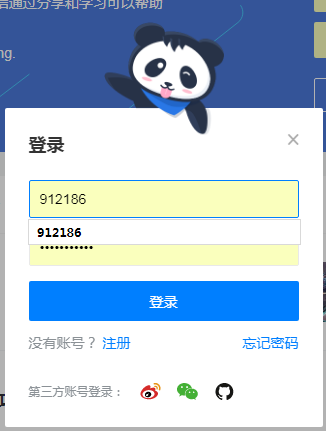 信通过分享和学习可以帮助
ng.
登录
×
912186
912186
•••••••••••
登录
没有账号？ 注册 忘记密码
第三方账号登录：